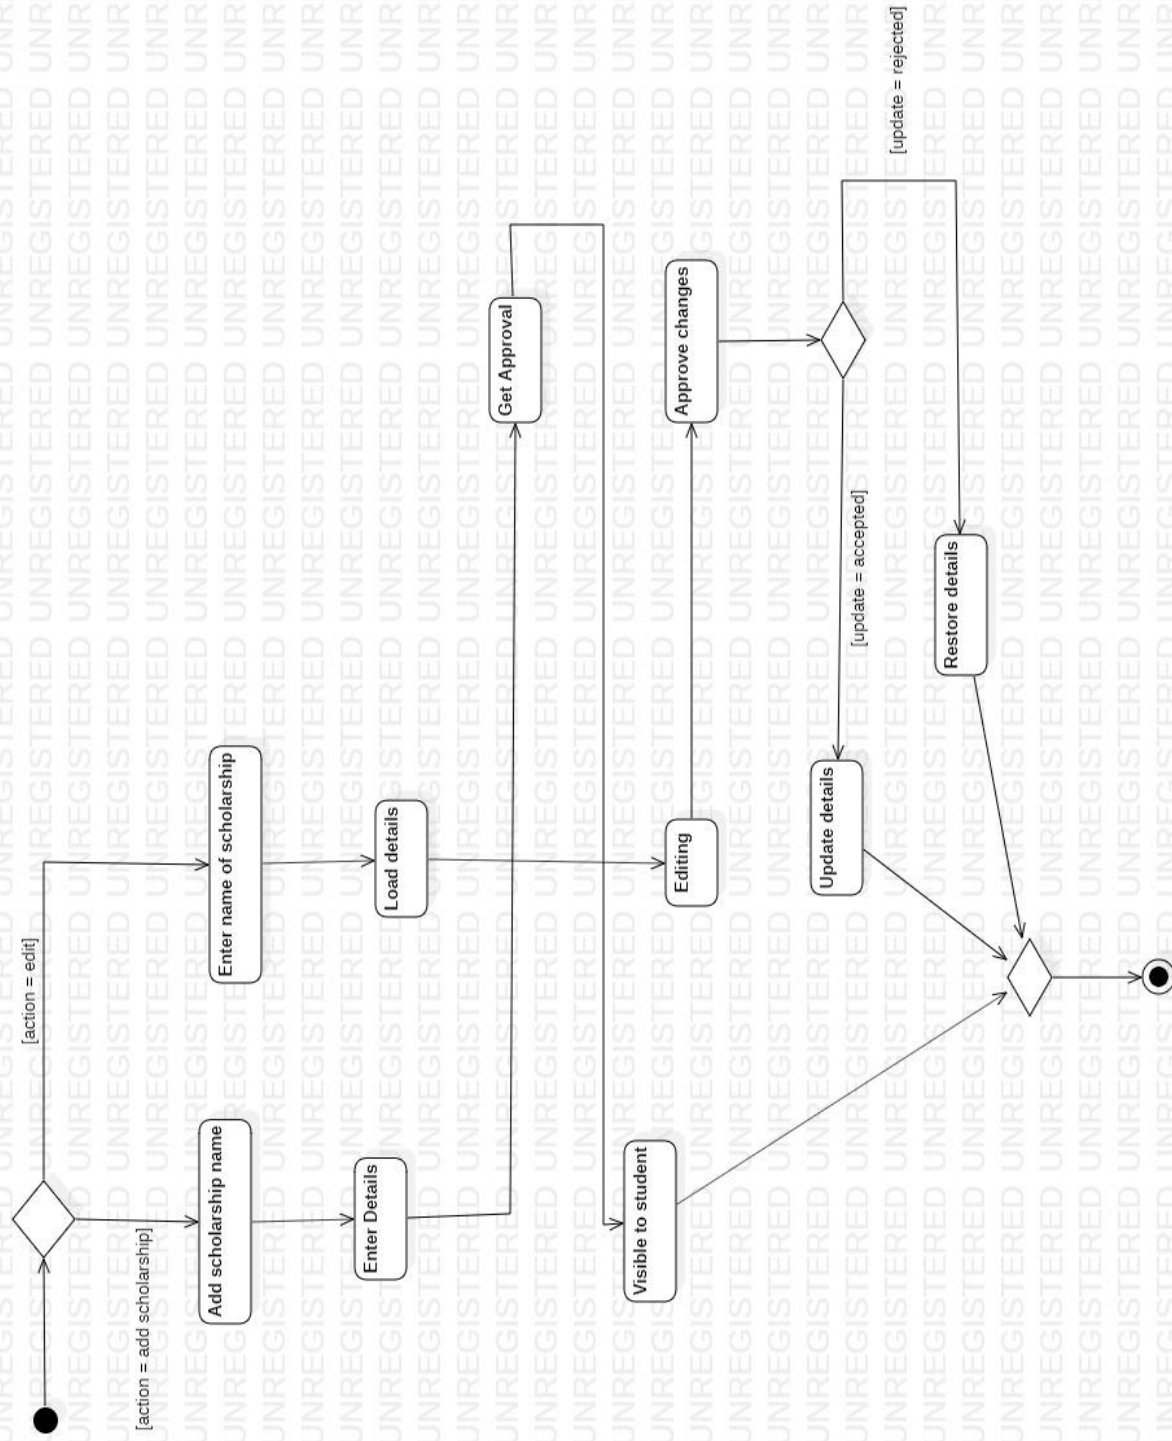 [action = edit]
[action = add scholarship]
Add scholarship name
Enter name of scholarship
Enter Details
Load details
Get Approval
Visible to student
Editing
Approve changes
[update = accepted]
[update = rejected]
Update details
Restore details
UNREGISTERED